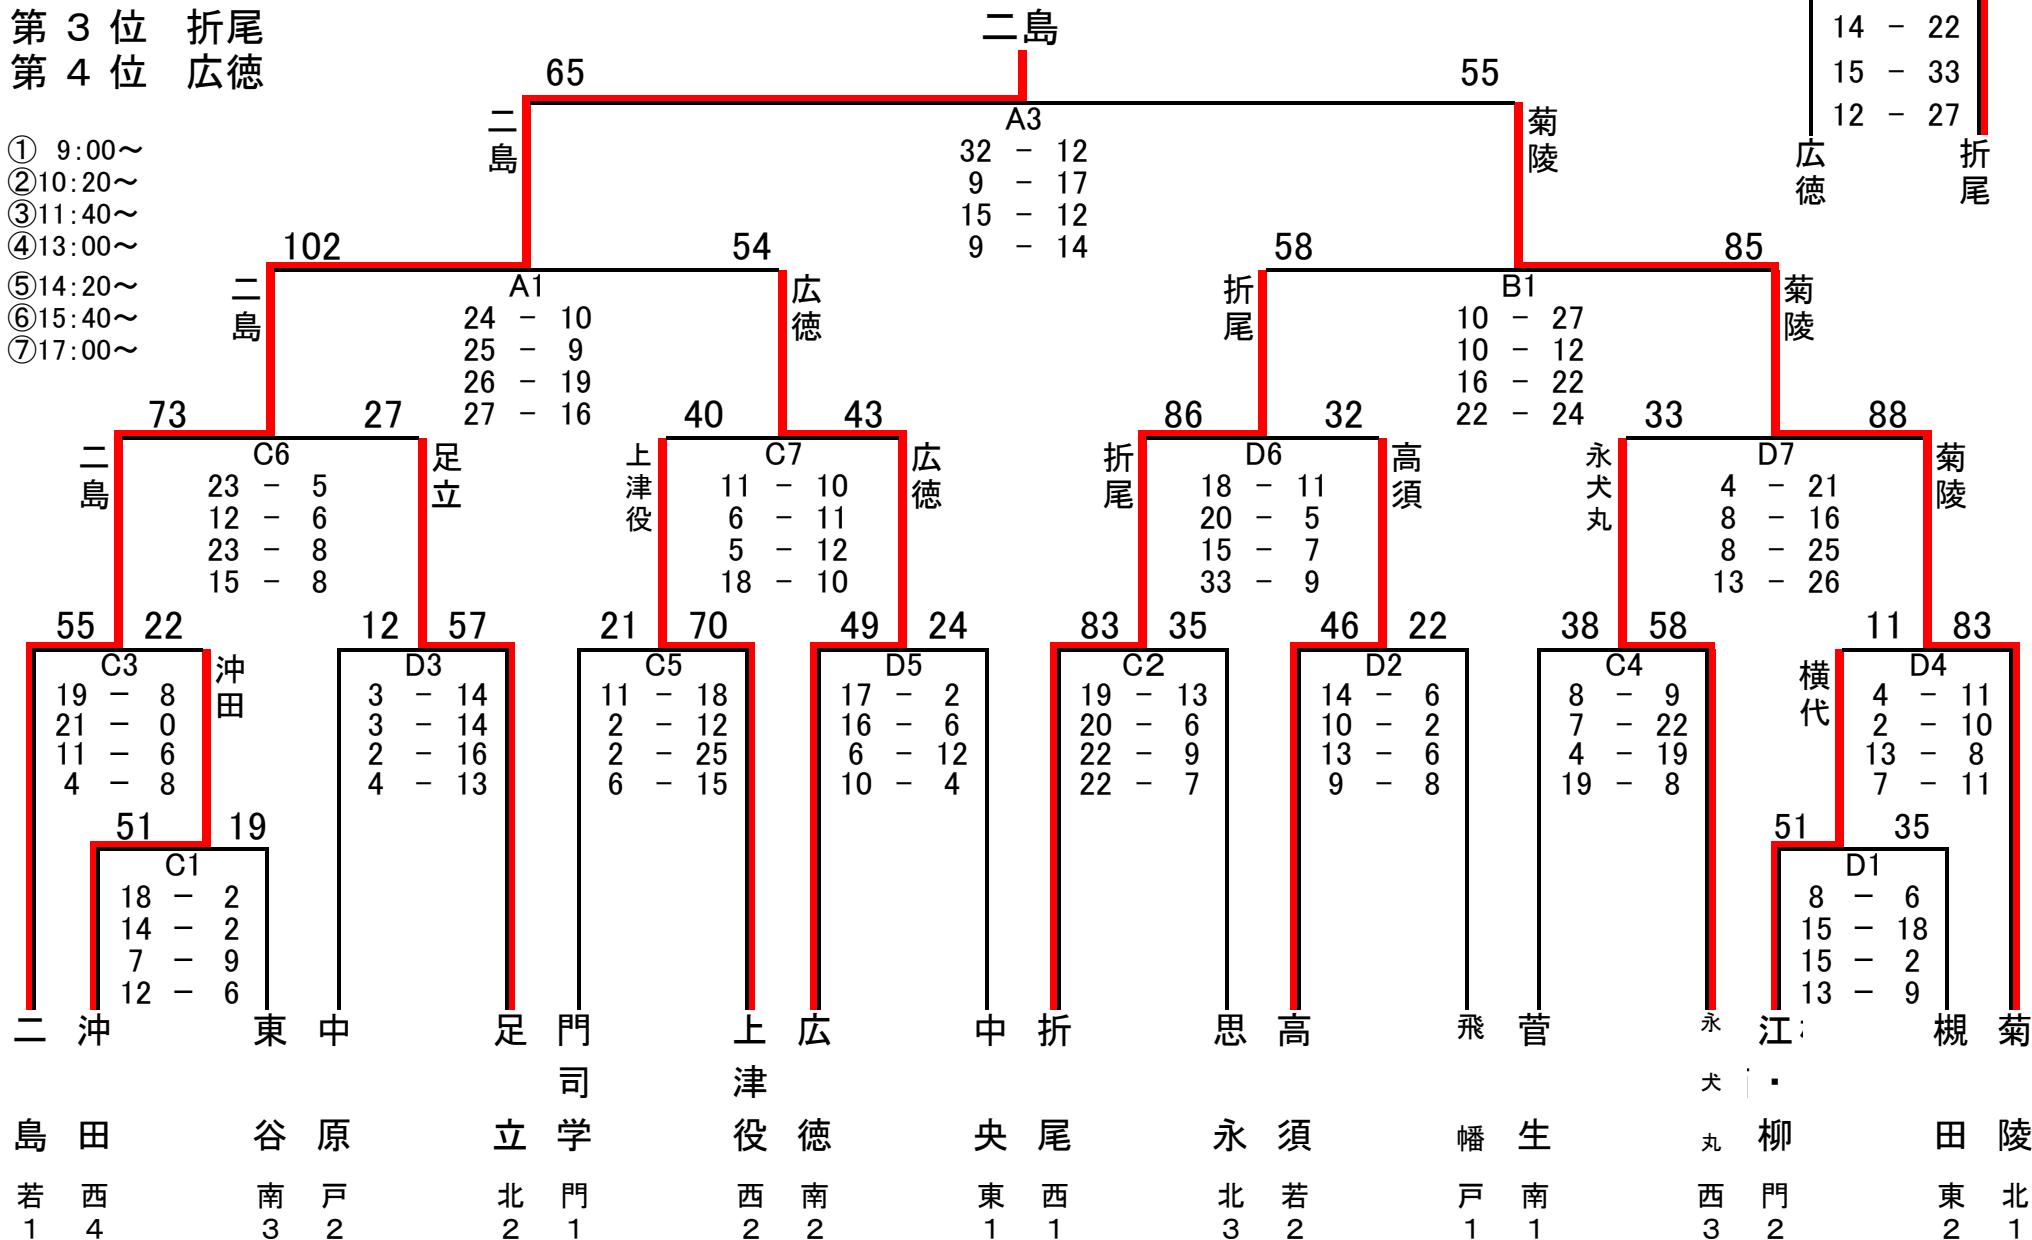 第３位　折尾
第４位　広徳
二島
14 － 22
15 － 33
12 － 27
広徳
折尾
65
55
二島
A3
菊陵
32 － 12
9 － 17
15 － 12
9 － 14
① 9:00～
②10:20～
③11:40～
④13:00～
⑤14:20～
⑥15:40～
⑦17:00～
102
54
58
85
二島
A1
広徳
折尾
B1
菊陵
24 － 10
25 － 9
26 － 19
27 － 16
10 － 27
10 － 12
16 － 22
22 － 24
73
27
40
43
86
32
33
88
二島
C6
足立
23 － 5
12 － 6
23 － 8
15 － 8
上津役
C7
広徳
11 － 10
6 － 11
5 － 12
18 － 10
折尾
D6
高須
18 － 11
20 － 5
15 － 7
33 － 9
永犬丸
D7
菊陵
4 － 21
8 － 16
8 － 25
13 － 26
55
22
12
57
21
70
49
24
83
35
46
22
38
58
11
83
C3
沖田
19 － 8
21 － 0
11 － 6
4 － 8
D3
3 － 14
3 － 14
2 － 16
4 － 13
C5
11 － 18
2 － 12
2 － 25
6 － 15
D5
17 － 2
16 － 6
6 － 12
10 － 4
C2
19 － 13
20 － 6
22 － 9
22 － 7
D2
14 － 6
10 － 2
13 － 6
9 － 8
C4
8 － 9
7 － 22
4 － 19
19 － 8
横代
D4
4 － 11
2 － 10
13 － 8
7 － 11
51
19
C1
18 － 2
14 － 2
7 － 9
12 － 6
51
35
D1
8 － 6
15 － 18
15 － 2
13 － 9
二島
若1
沖田
西4
東谷
南3
中原
戸2
足立
北2
門司学
門1
上津役
西2
広徳
南2
中央
東1
折尾
西1
思永
北3
高須
若2
飛幡
戸1
菅生
南1
永犬丸
西3
江・柳
門2
槻田
東2
菊陵
北1